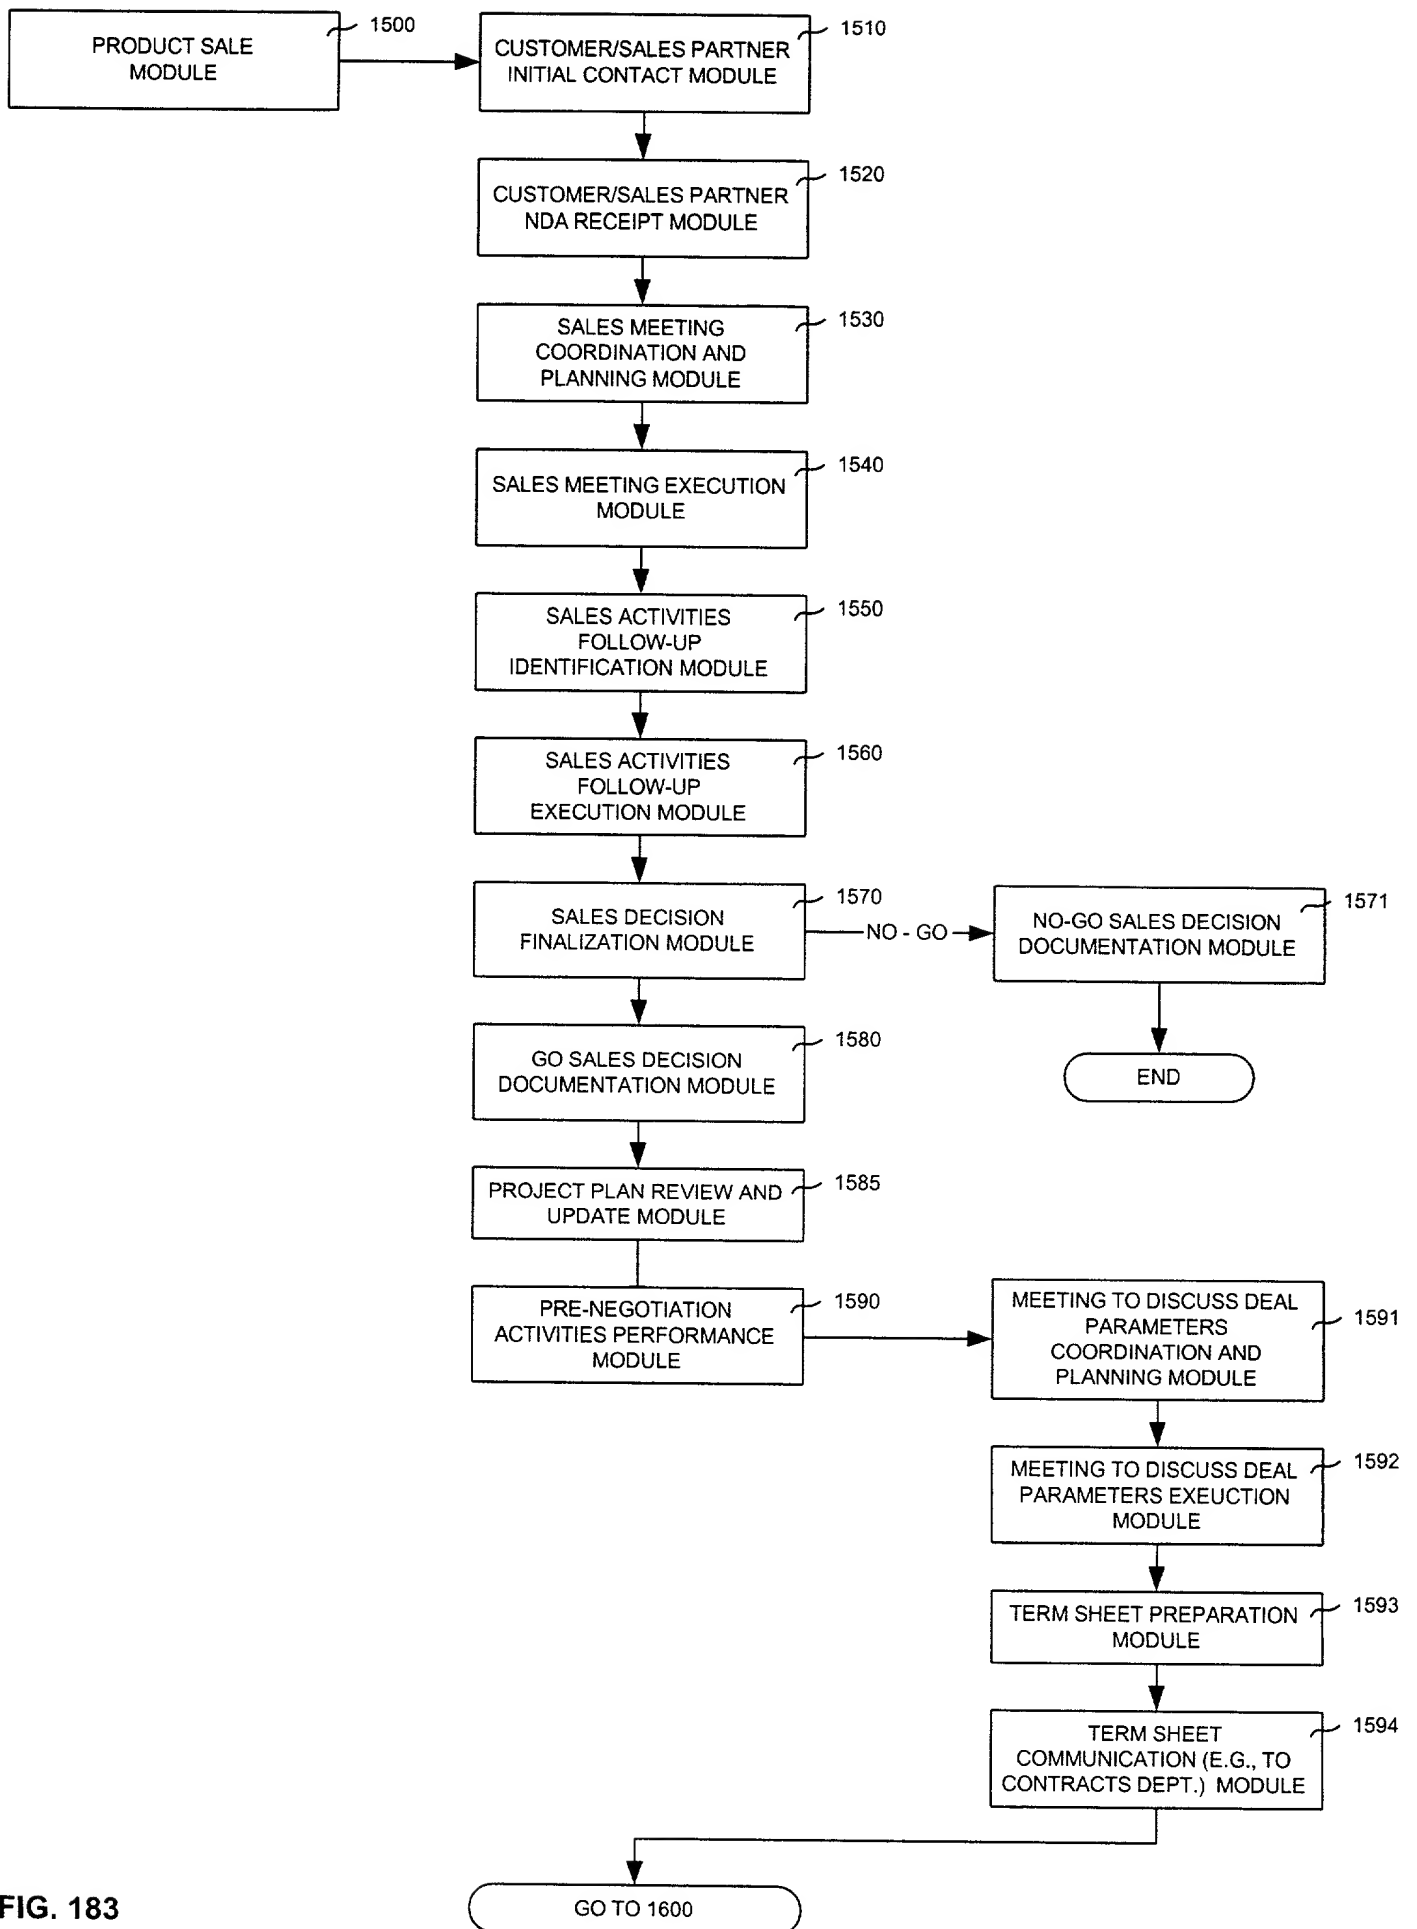 PRODUCT SALE
MODULE
1500
CUSTOMER/SALES PARTNER
INITIAL CONTACT MODULE
1510
CUSTOMER/SALES PARTNER
NDA RECEIPT MODULE
1520
SALES MEETING
COORDINATION AND
PLANNING MODULE
1530
SALES MEETING EXECUTION
MODULE
1540
SALES ACTIVITIES
FOLLOW-UP
IDENTIFICATION MODULE
1550
SALES ACTIVITIES
FOLLOW-UP
EXECUTION MODULE
1560
SALES DECISION
FINALIZATION MODULE
1570
NO - GO
NO-GO SALES DECISION
DOCUMENTATION MODULE
1571
END
GO SALES DECISION
DOCUMENTATION MODULE
1580
PROJECT PLAN REVIEW AND
UPDATE MODULE
1585
PRE-NEGOTIATION
ACTIVITIES PERFORMANCE
MODULE
1590
MEETING TO DISCUSS DEAL
PARAMETERS
COORDINATION AND
PLANNING MODULE
1591
MEETING TO DISCUSS DEAL
PARAMETERS EXEUCTION
MODULE
1592
TERM SHEET PREPARATION
MODULE
1593
TERM SHEET
COMMUNICATION (E.G., TO
CONTRACTS DEPT.) MODULE
1594
GO TO 1600
FIG. 183